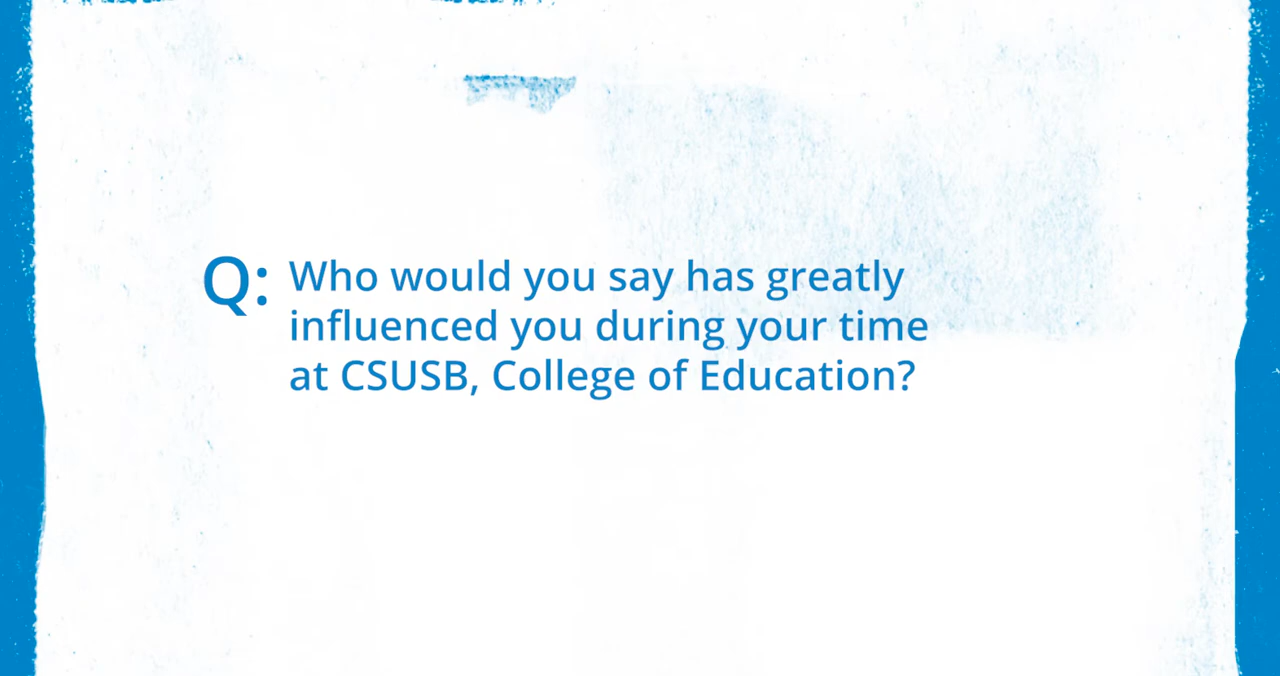 Q: Who would you say has greatly
influenced you during your time
at CSUSB, College of Education?